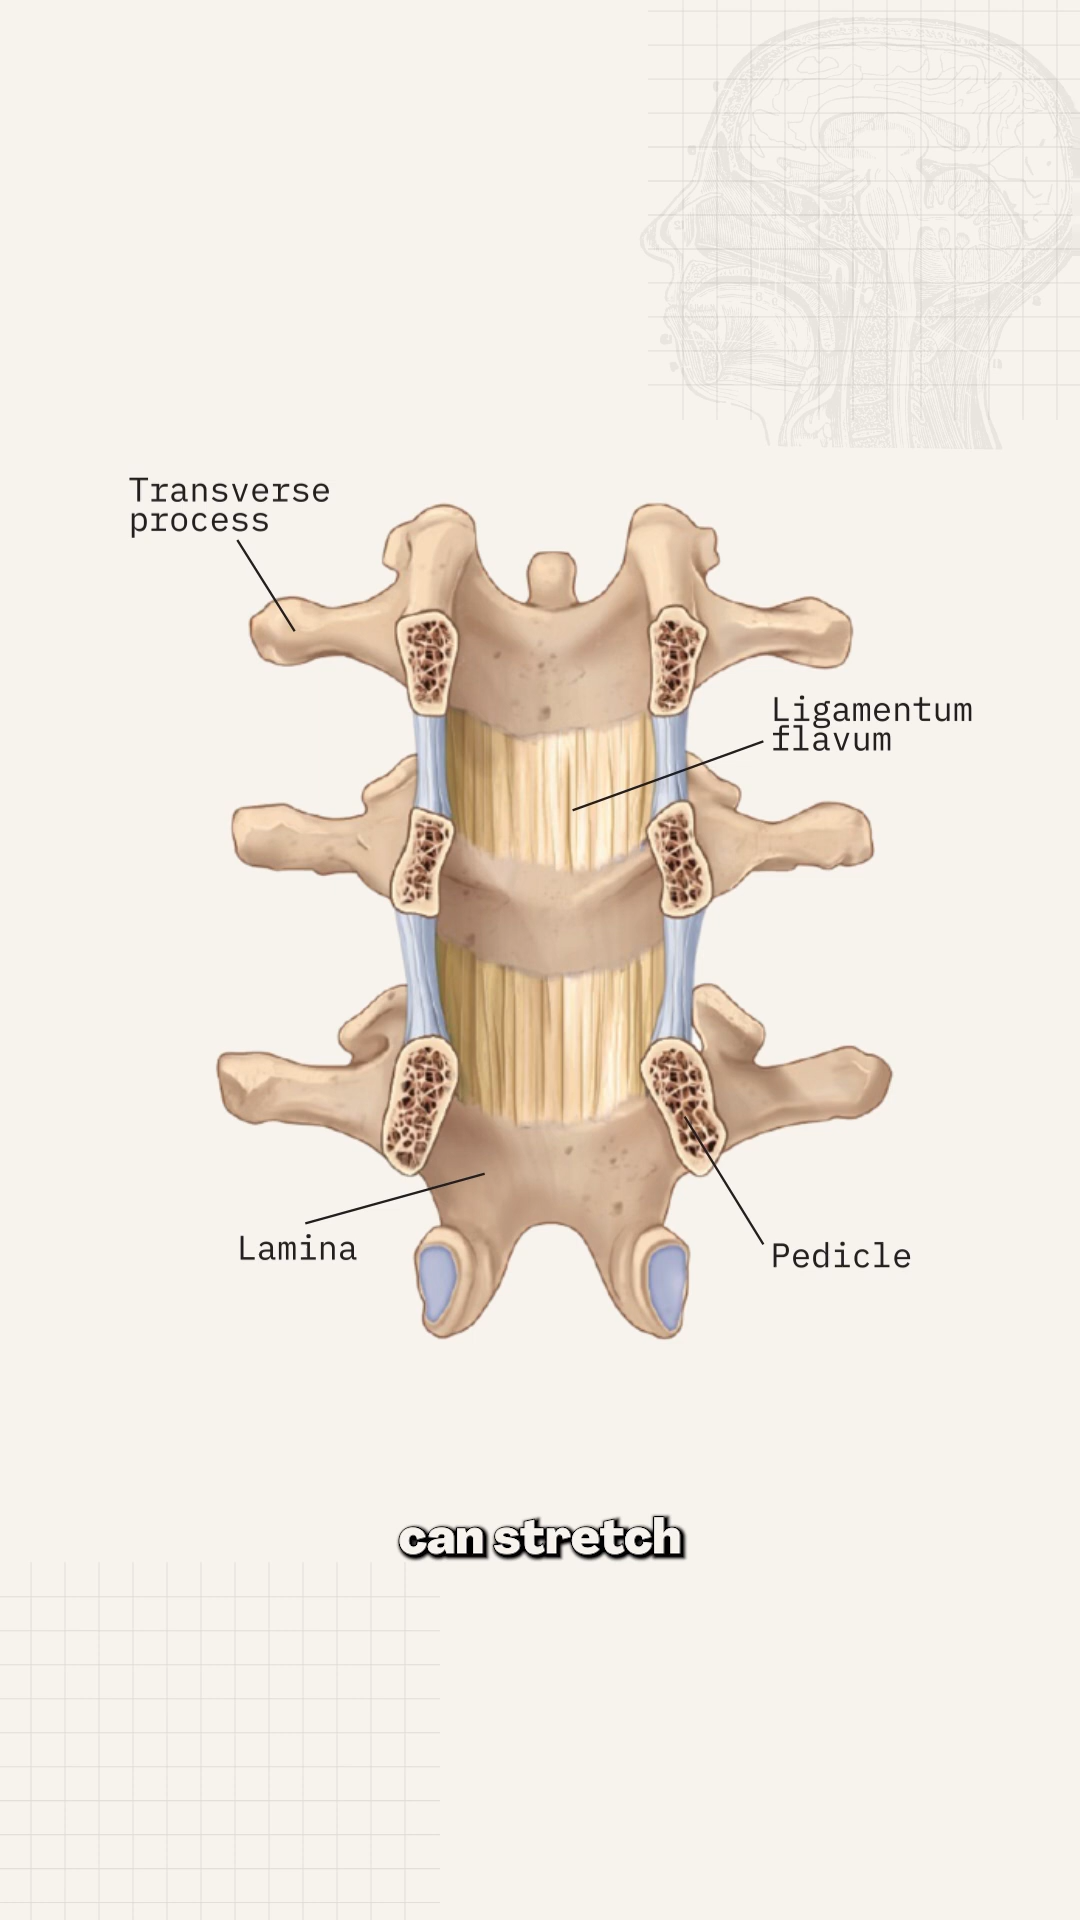 Transverse
process
Ligamentum
flavum
Lamina
Pedicle
can stretch